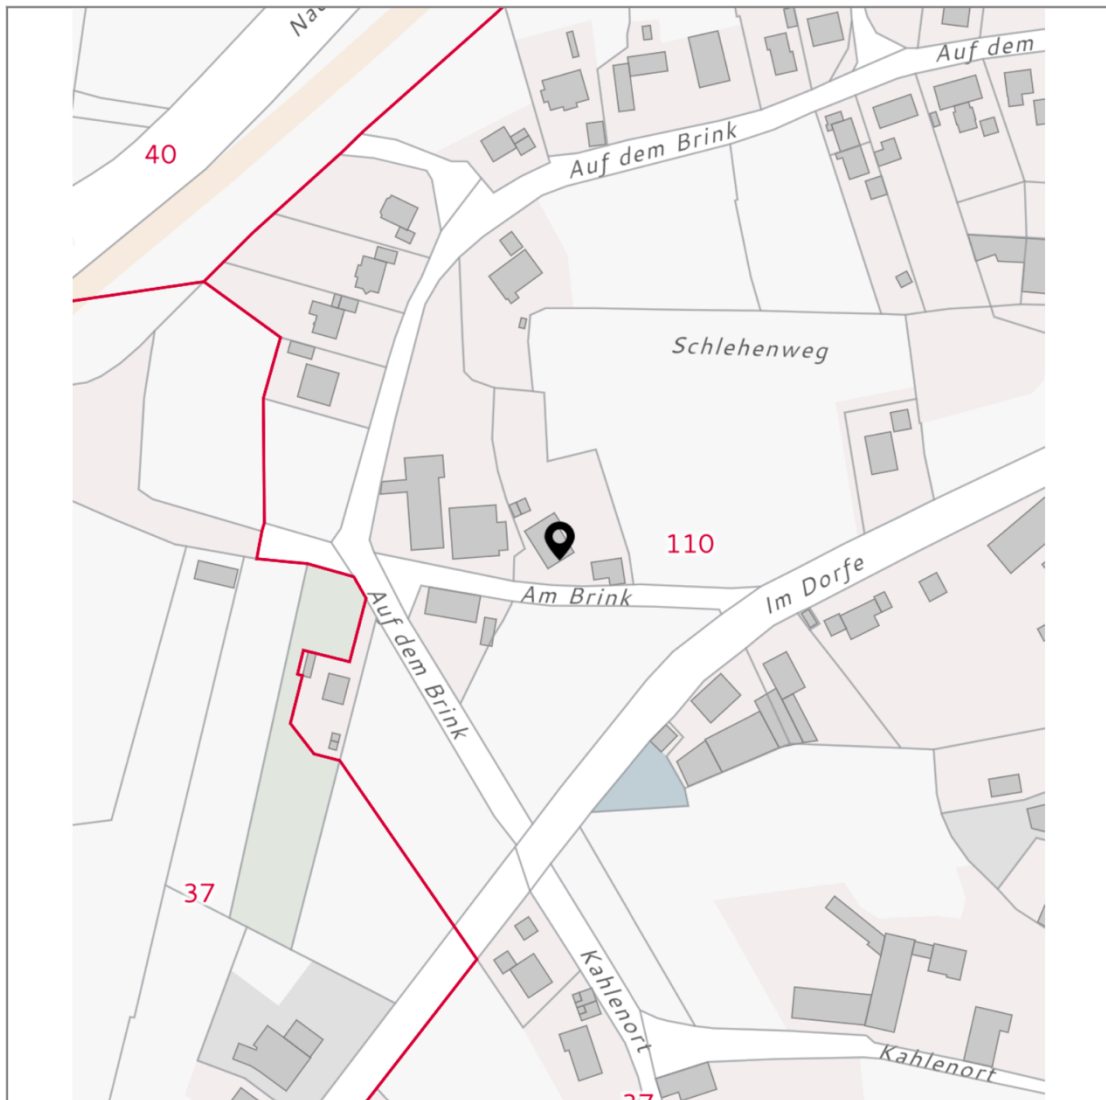 Auf dem
Auf dem Brink
40
Schlehenweg
110
Im Dorfe
Am Brink
Auf dem Brink
37
Kahlenort
Kahlenort